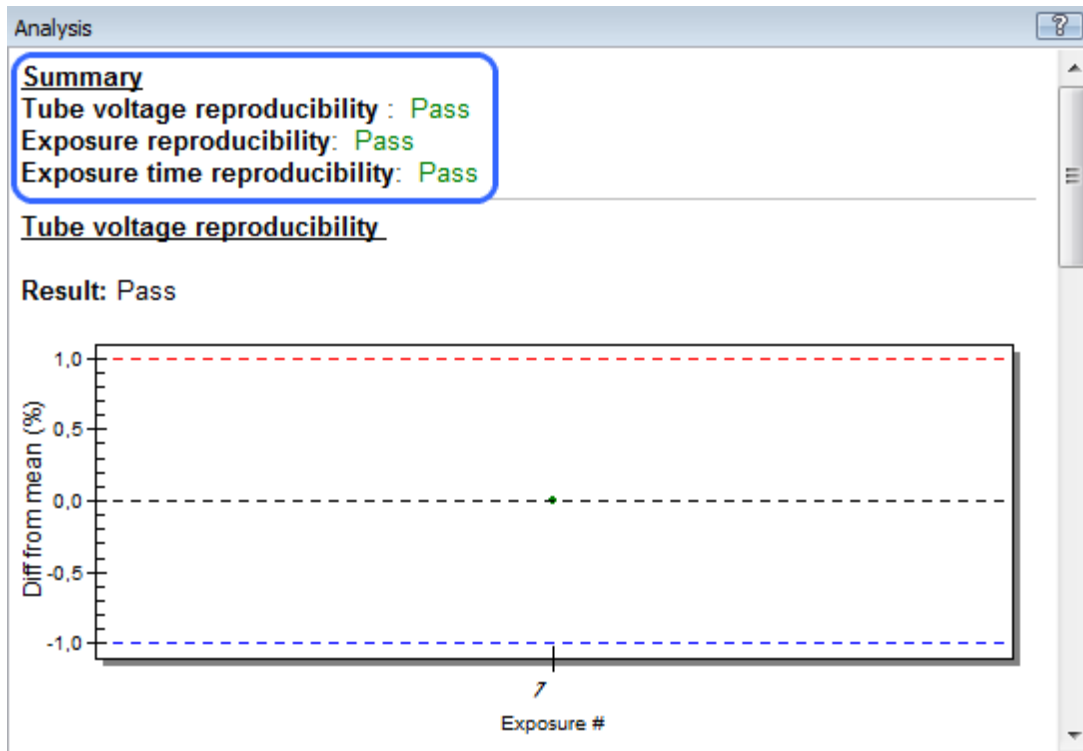 Analysis
?
Summary
Tube voltage reproducibility : Pass
Exposure reproducibility: Pass
Exposure time reproducibility: Pass
Tube voltage reproducibility
Result: Pass
Diff from mean (%)
1,0
0,5
0,0
-0,5
-1,0
7
Exposure #